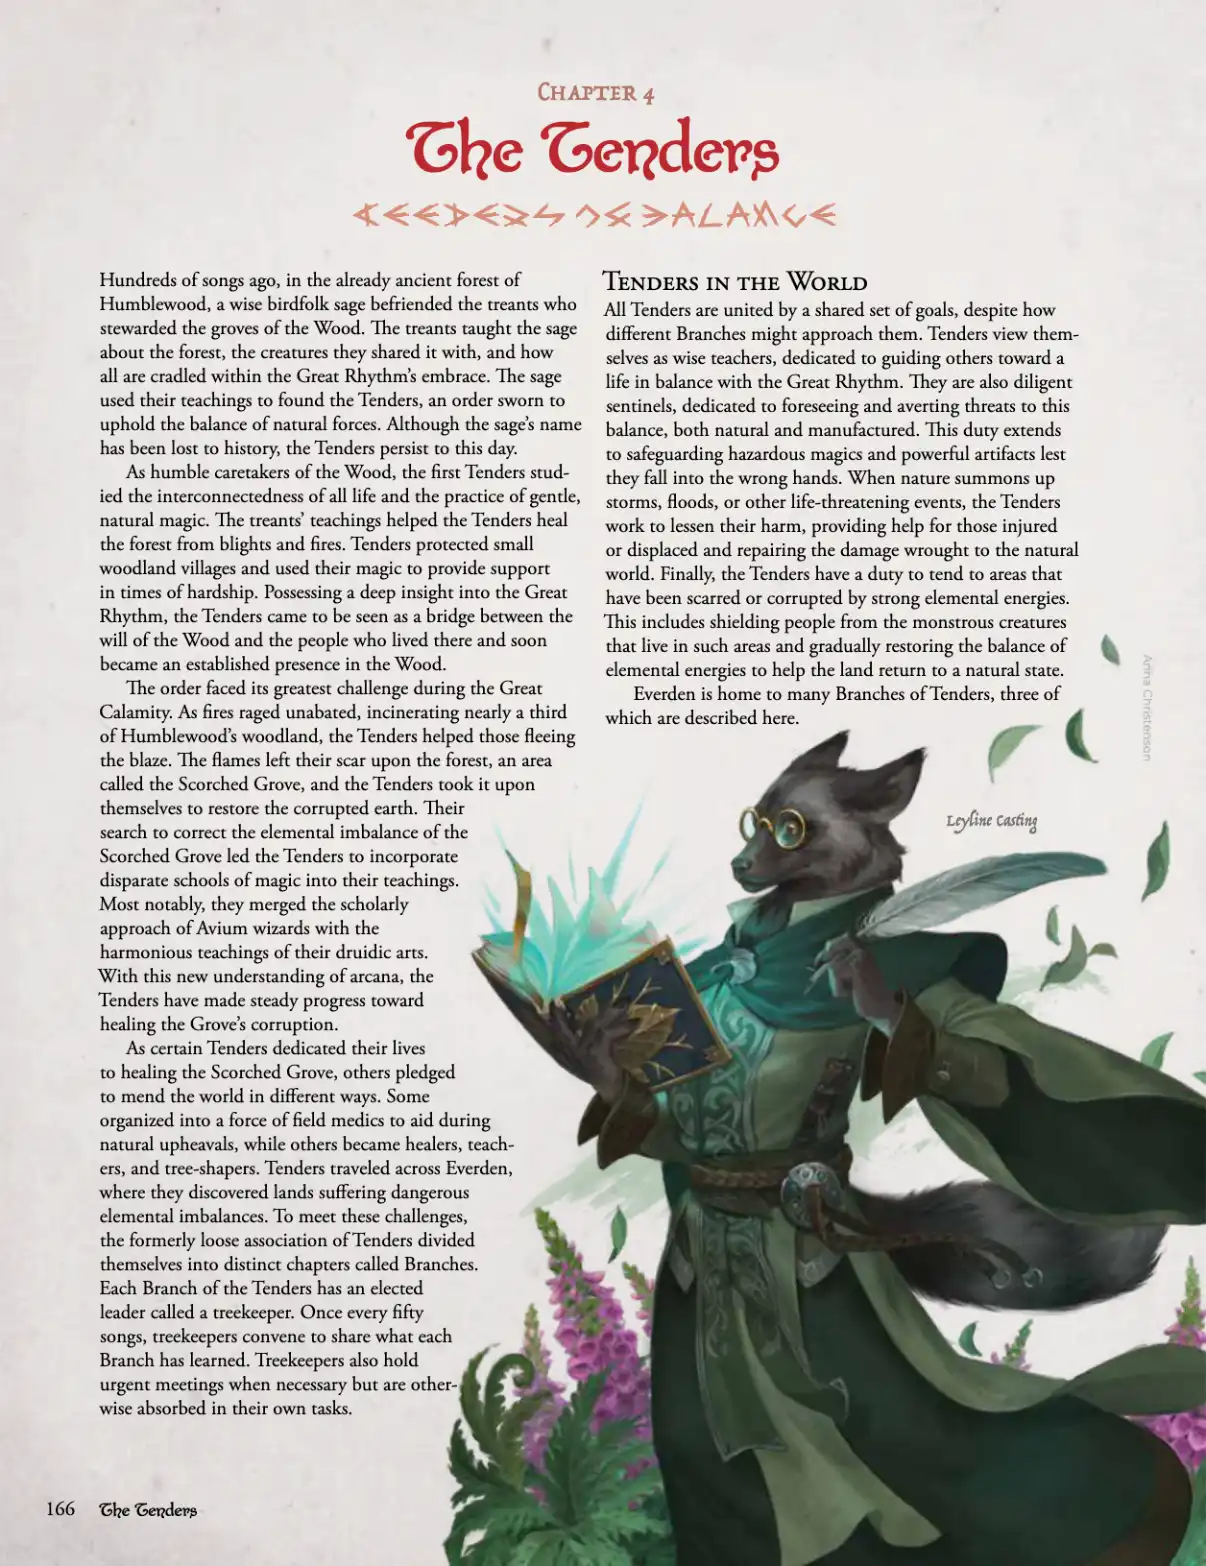 Chapter 4
The Tenders
KEEPERS OF BALANCE
Hundreds of songs ago, in the already ancient forest of
Humblewood, a wise birdfolk sage befriended the treants who
stewarded the groves of the Wood. The treants taught the sage
about the forest, the creatures they shared it with, and how
all are cradled within the Great Rhythm’s embrace. The sage
used their teachings to found the Tenders, an order sworn to
uphold the balance of natural forces. Although the sage’s name
has been lost to history, the Tenders persist to this day.
As humble caretakers of the Wood, the first Tenders stud-
ied the interconnectedness of all life and the practice of gentle,
natural magic. The treants’ teachings helped the Tenders heal
the forest from blights and fires. Tenders protected small
woodland villages and used their magic to provide support
in times of hardship. Possessing a deep insight into the Great
Rhythm, the Tenders came to be seen as a bridge between the
will of the Wood and the people who lived there and soon
became an established presence in the Wood.
The order faced its greatest challenge during the Great
Calamity. As fires raged unabated, incinerating nearly a third
of Humblewood’s woodland, the Tenders helped those fleeing
the blaze. The flames left their scar upon the forest, an area
called the Scorched Grove, and the Tenders took it upon
themselves to restore the corrupted earth. Their
search to correct the elemental imbalance of the
Scorched Grove led the Tenders to incorporate
disparate schools of magic into their teachings.
Most notably, they merged the scholarly
approach of Avium wizards with the
harmonious teachings of their druidic arts.
With this new understanding of arcana, the
Tenders have made steady progress toward
healing the Grove’s corruption.
As certain Tenders dedicated their lives
to healing the Scorched Grove, others pledged
to mend the world in different ways. Some
organized into a force of field medics to aid during
natural upheavals, while others became healers, teach-
ers, and tree-shapers. Tenders traveled across Everden,
where they discovered lands suffering dangerous
elemental imbalances. To meet these challenges,
the formerly loose association of Tenders divided
themselves into distinct chapters called Branches.
Each Branch of the Tenders has an elected
leader called a treekeeper. Once every fifty
songs, treekeepers convene to share what each
Branch has learned. Treekeepers also hold
urgent meetings when necessary but are other-
wise absorbed in their own tasks.
Tenders in the World
All Tenders are united by a shared set of goals, despite how
different Branches might approach them. Tenders view them-
selves as wise teachers, dedicated to guiding others toward a
life in balance with the Great Rhythm. They are also diligent
sentinels, dedicated to foreseeing and averting threats to this
balance, both natural and manufactured. This duty extends
to safeguarding hazardous magics and powerful artifacts lest
they fall into the wrong hands. When nature summons up
storms, floods, or other life-threatening events, the Tenders
work to lessen their harm, providing help for those injured
or displaced and repairing the damage wrought to the natural
world. Finally, the Tenders have a duty to tend to areas that
have been scarred or corrupted by strong elemental energies.
This includes shielding people from the monstrous creatures
that live in such areas and gradually restoring the balance of
elemental energies to help the land return to a natural state.
Everden is home to many Branches of Tenders, three of
which are described here.
Arina Christenson
Leyline Casting
166 The Tenders